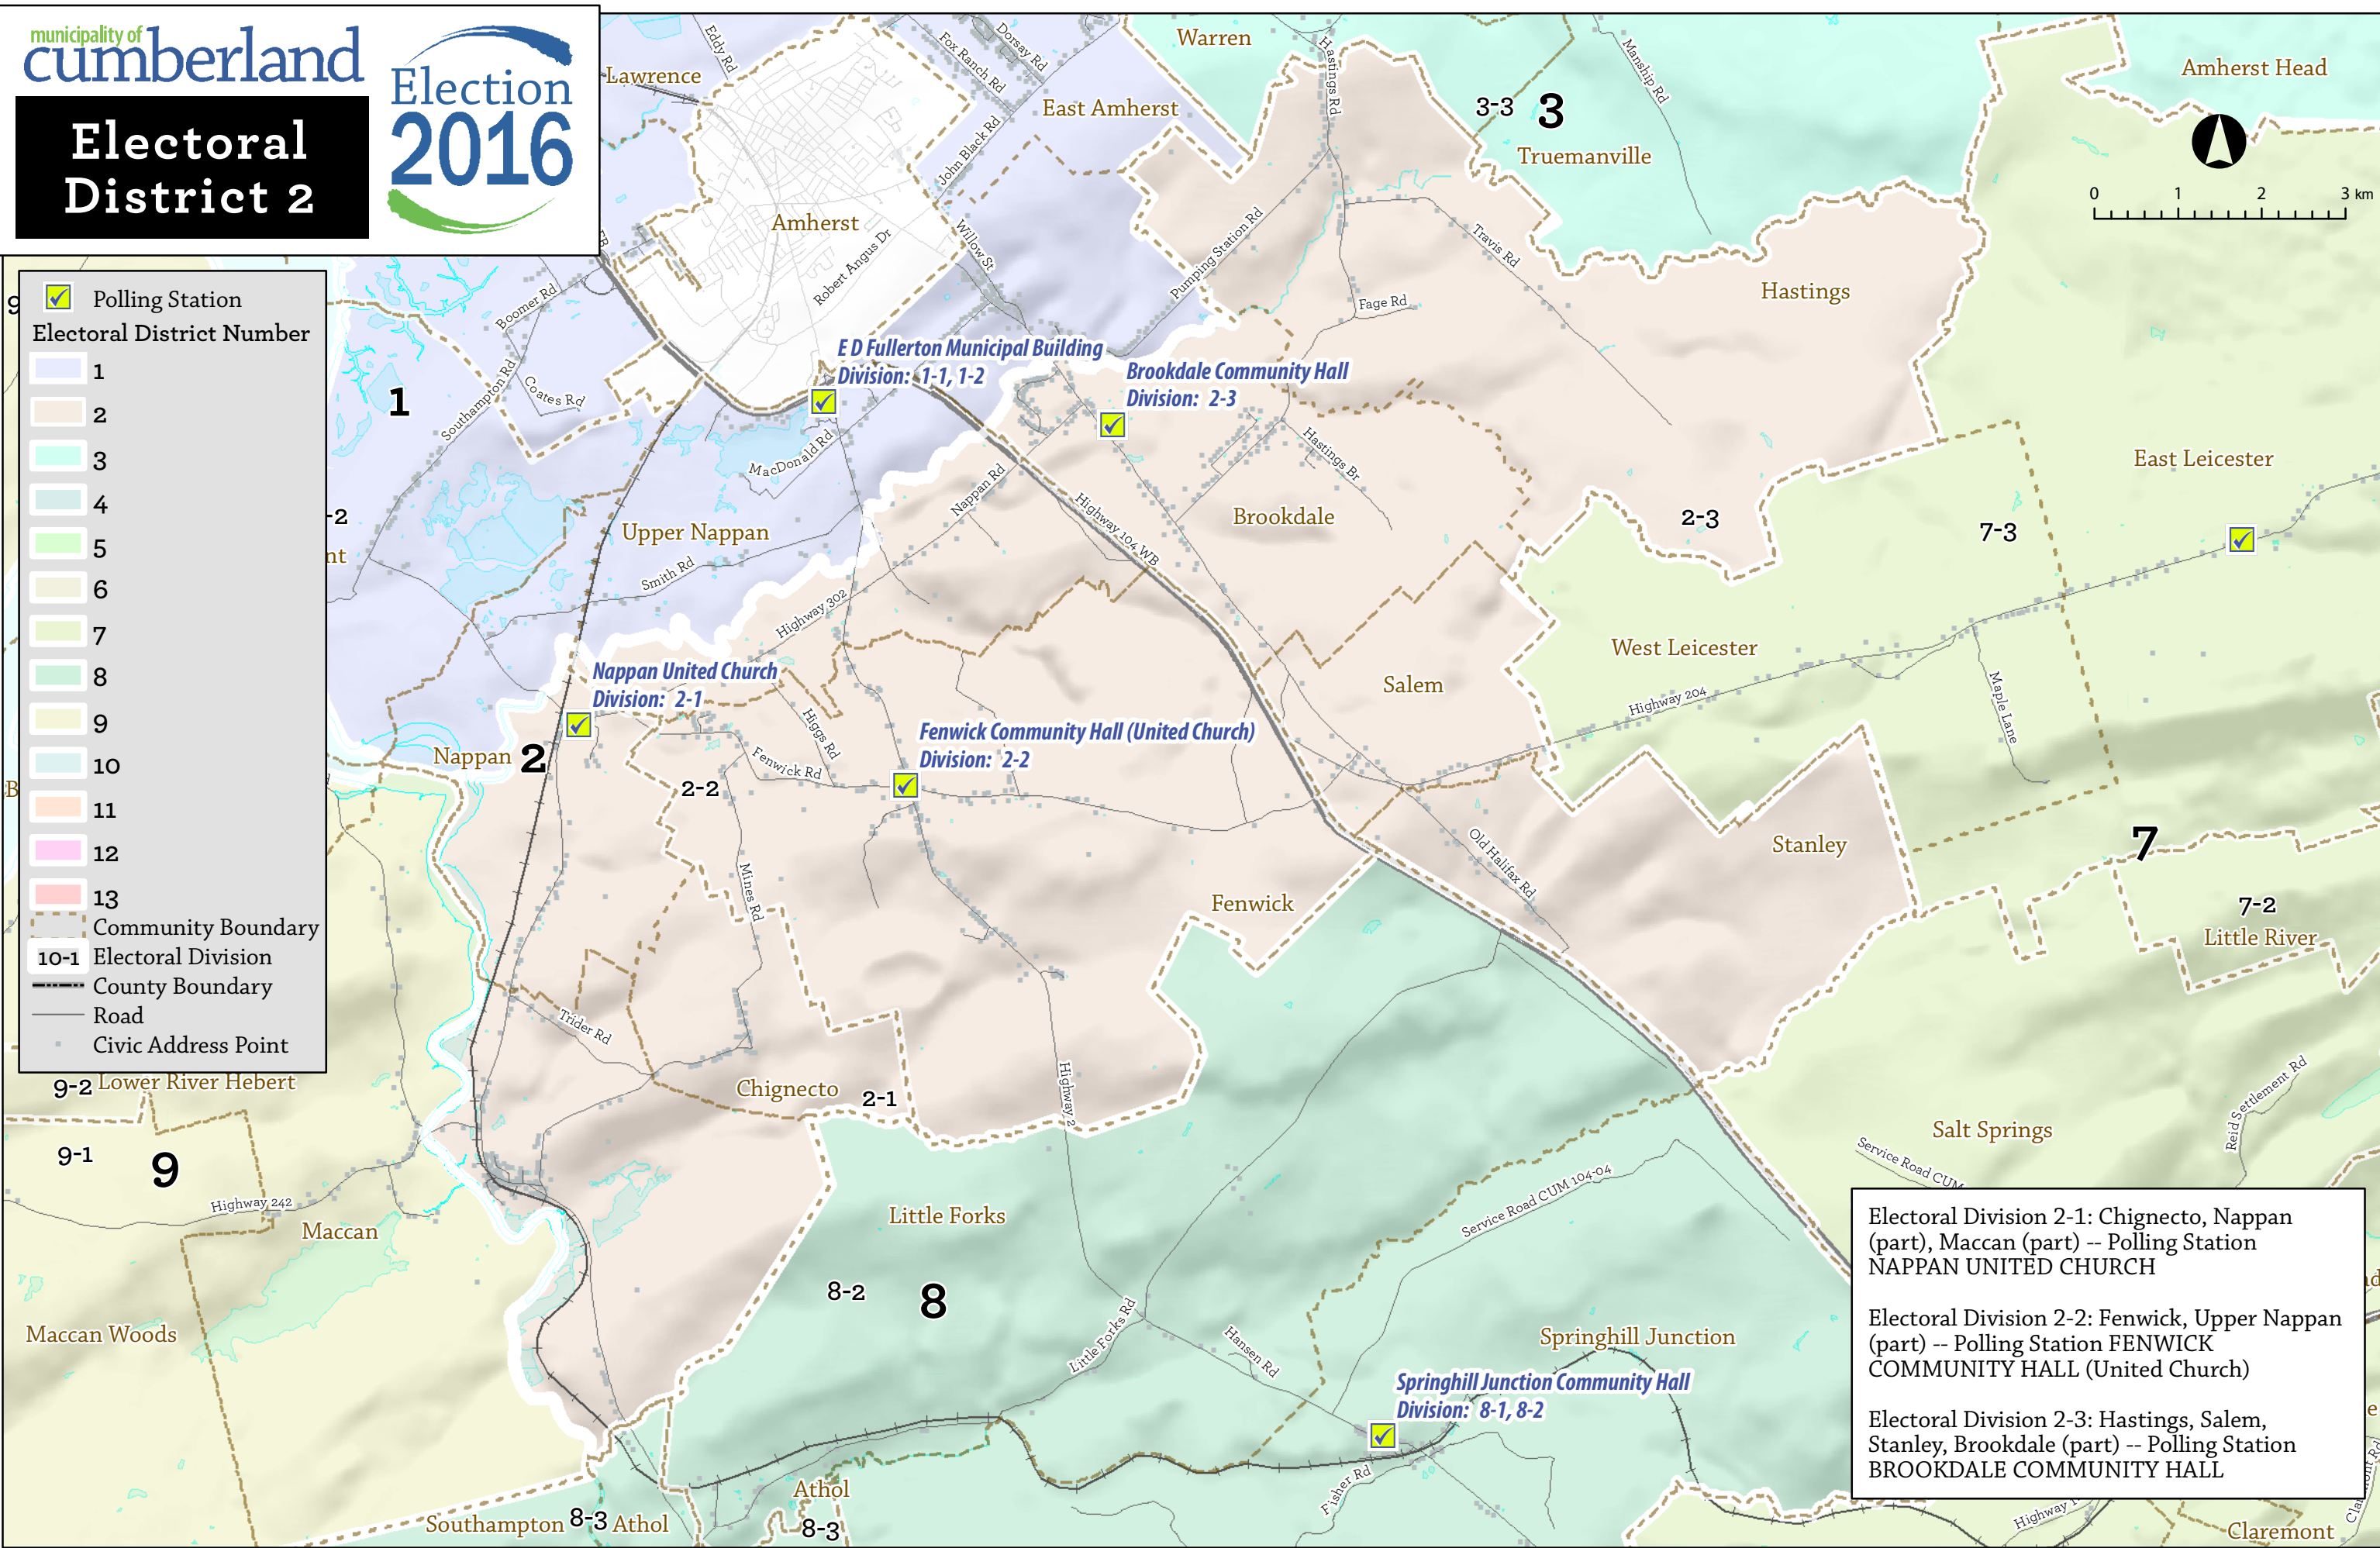 municipality of
cumberland
Electoral
District 2
Election
2016
Polling Station
Electoral District Number
1
2
3
4
5
6
7
8
9
10
11
12
13
Community Boundary
10-1 Electoral Division
County Boundary
Road
Civic Address Point
0 1 2 3 km
Lawrence
Eddy Rd
Fox Ranch Rd
Dorsay Rd
East Amherst
John Black Rd
Warren
Hastings Rd
3-3
3
Truemanville
Manship Rd
Amherst Head
Amherst
Robert Angus Dr
Willow St
Pumping Station Rd
Travis Rd
Fage Rd
Hastings
Boomer Rd
Southampton Rd
Coates Rd
1
-2
nt
E D Fullerton Municipal Building
Division: 1-1, 1-2
Brookdale Community Hall
Division: 2-3
MacDonald Rd
Nappan Rd
Hastings Br
Highway 104 WB
Brookdale
2-3
7-3
East Leicester
Upper Nappan
Smith Rd
Highway 302
West Leicester
Salem
Highway 204
Maple Lane
Nappan United Church
Division: 2-1
Nappan
2
2-2
Higgs Rd
Fenwick Rd
Fenwick Community Hall (United Church)
Division: 2-2
Mines Rd
Fenwick
Old Halifax Rd
Stanley
7
7-2
Little River
Trider Rd
Chignecto
2-1
Highway 2
9-2
Lower River Hebert
9-1
9
Highway 242
Maccan
Maccan Woods
Little Forks
8-2
8
Little Forks Rd
Hansen Rd
Service Road CUM 104-04
Springhill Junction
Springhill Junction Community Hall
Division: 8-1, 8-2
Fisher Rd
Athol
8-3
Southampton
8-3
Athol
Salt Springs
Reid Settlement Rd
Service Road CUM
Electoral Division 2-1: Chignecto, Nappan
(part), Maccan (part) -- Polling Station
NAPPAN UNITED CHURCH
Electoral Division 2-2: Fenwick, Upper Nappan
(part) -- Polling Station FENWICK
COMMUNITY HALL (United Church)
Electoral Division 2-3: Hastings, Salem,
Stanley, Brookdale (part) -- Polling Station
BROOKDALE COMMUNITY HALL
Claremont